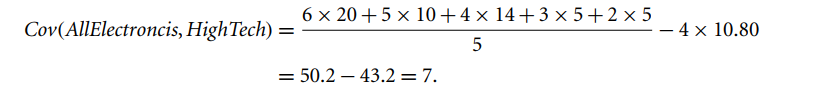 Cov(AllElectroncis, HighTech) = \frac{6 × 20 + 5 × 10 + 4 × 14 + 3 × 5 + 2 × 5}{5} − 4 × 10.80
= 50.2 − 43.2 = 7.